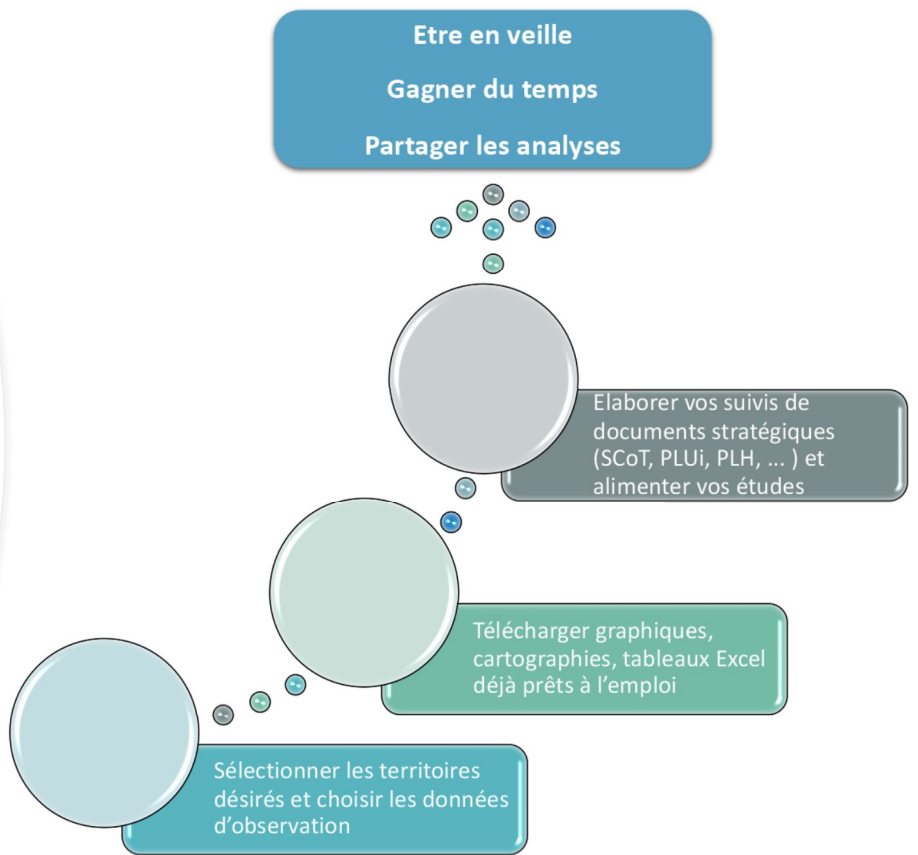 Etre en veille
Gagner du temps
Partager les analyses
Elaborer vos suivis de
documents stratégiques
(SCoT, PLUi, PLH, ... ) et
alimenter vos études
Télécharger graphiques,
cartographies, tableaux Excel
déjà prêts à l’emploi
Sélectionner les territoires
désirés et choisir les données
d’observation